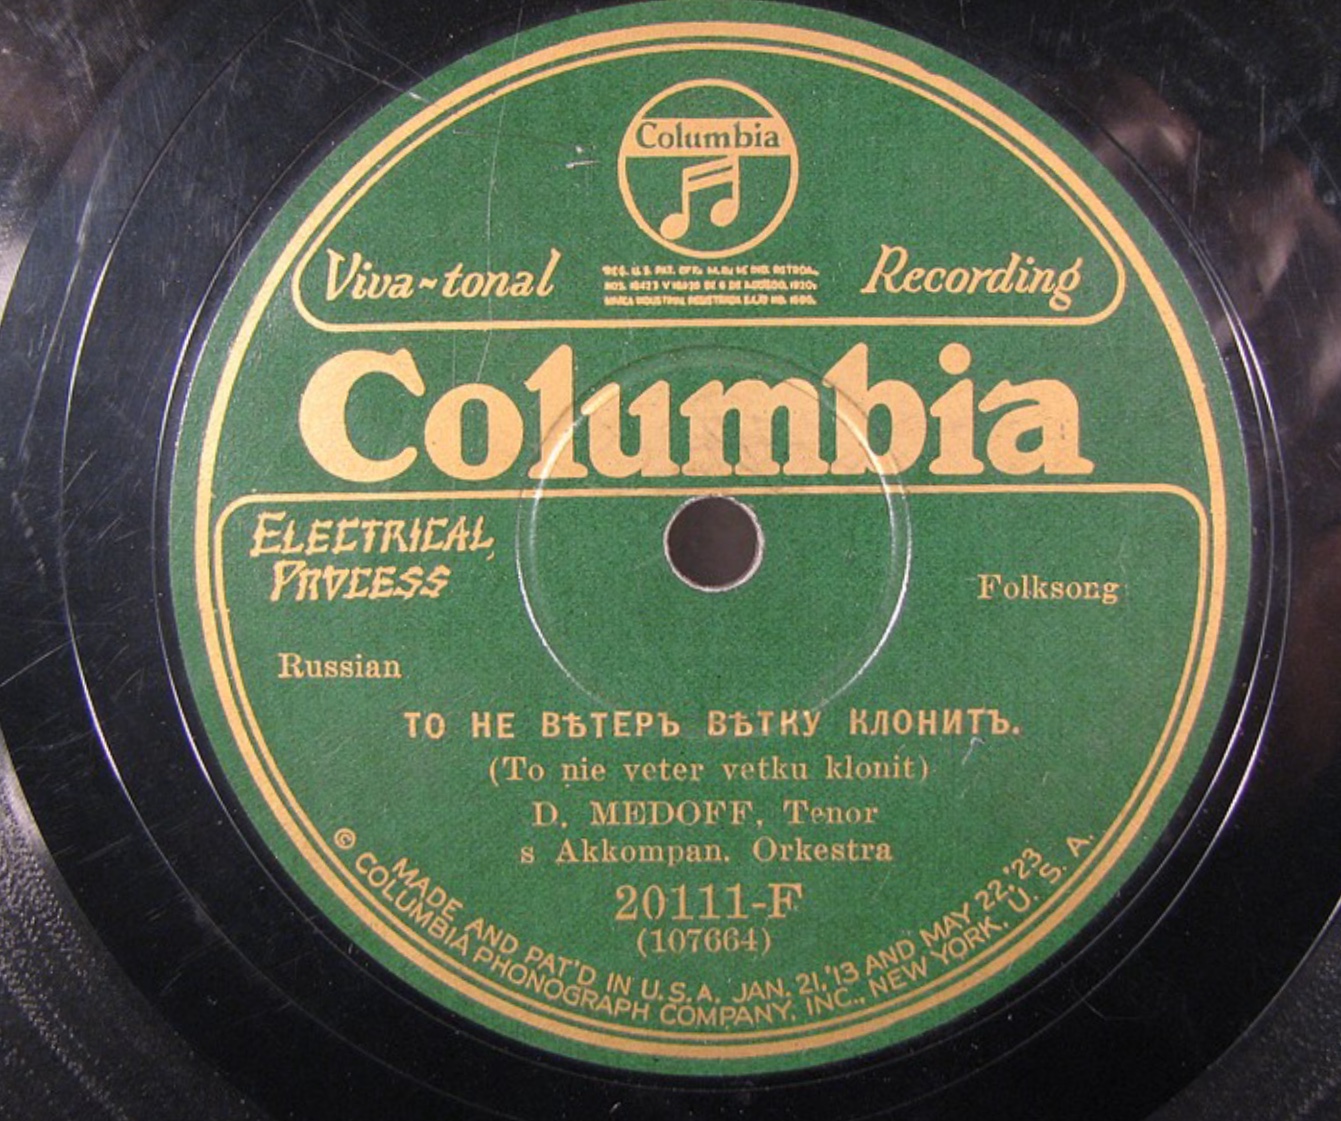 Columbia
Viva-tonal Recording
Columbia
ELECTRICAL
PROCESS
Folksong
Russian
ТО НЕ ВѢТЕРЪ ВѢТКУ КЛОНИТЪ.
(To nie veter vetku klonit)
D. MEDOFF, Tenor
s Akkompan. Orkestra
20111-F
(107664)
MADE AND PAT'D IN U.S.A. JAN. 21,'13 AND MAY 22,'23
© COLUMBIA PHONOGRAPH COMPANY, INC., NEW YORK, U.S.A.